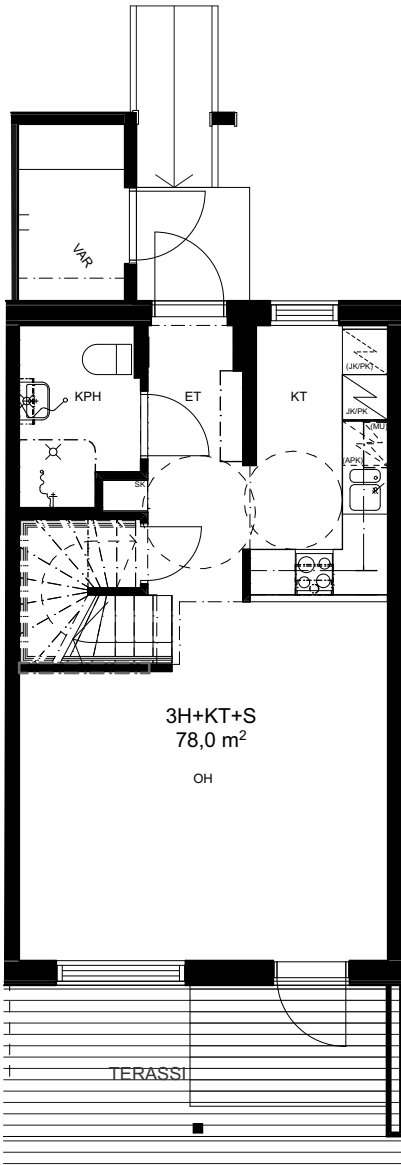 VAR
(JK/PK)
KPH
ET
KT
JK/PK
(MU)
(APK)
SK
3H+KT+S
78,0 m²
OH
TERASSI